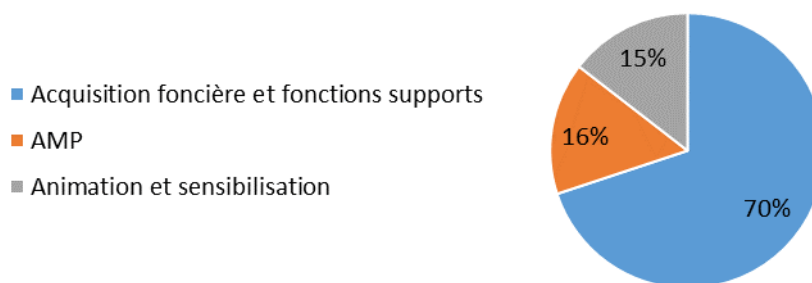 Acquisition foncière et fonctions supports
AMP
Animation et sensibilisation
15%
16%
70%